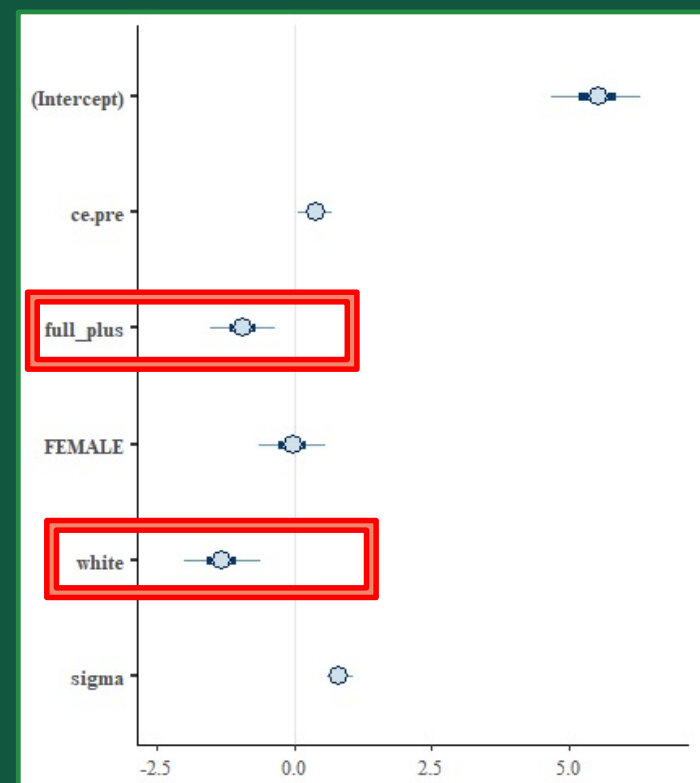 (Intercept)
ce.pre
full_plus
FEMALE
white
sigma
-2.5 0.0 2.5 5.0